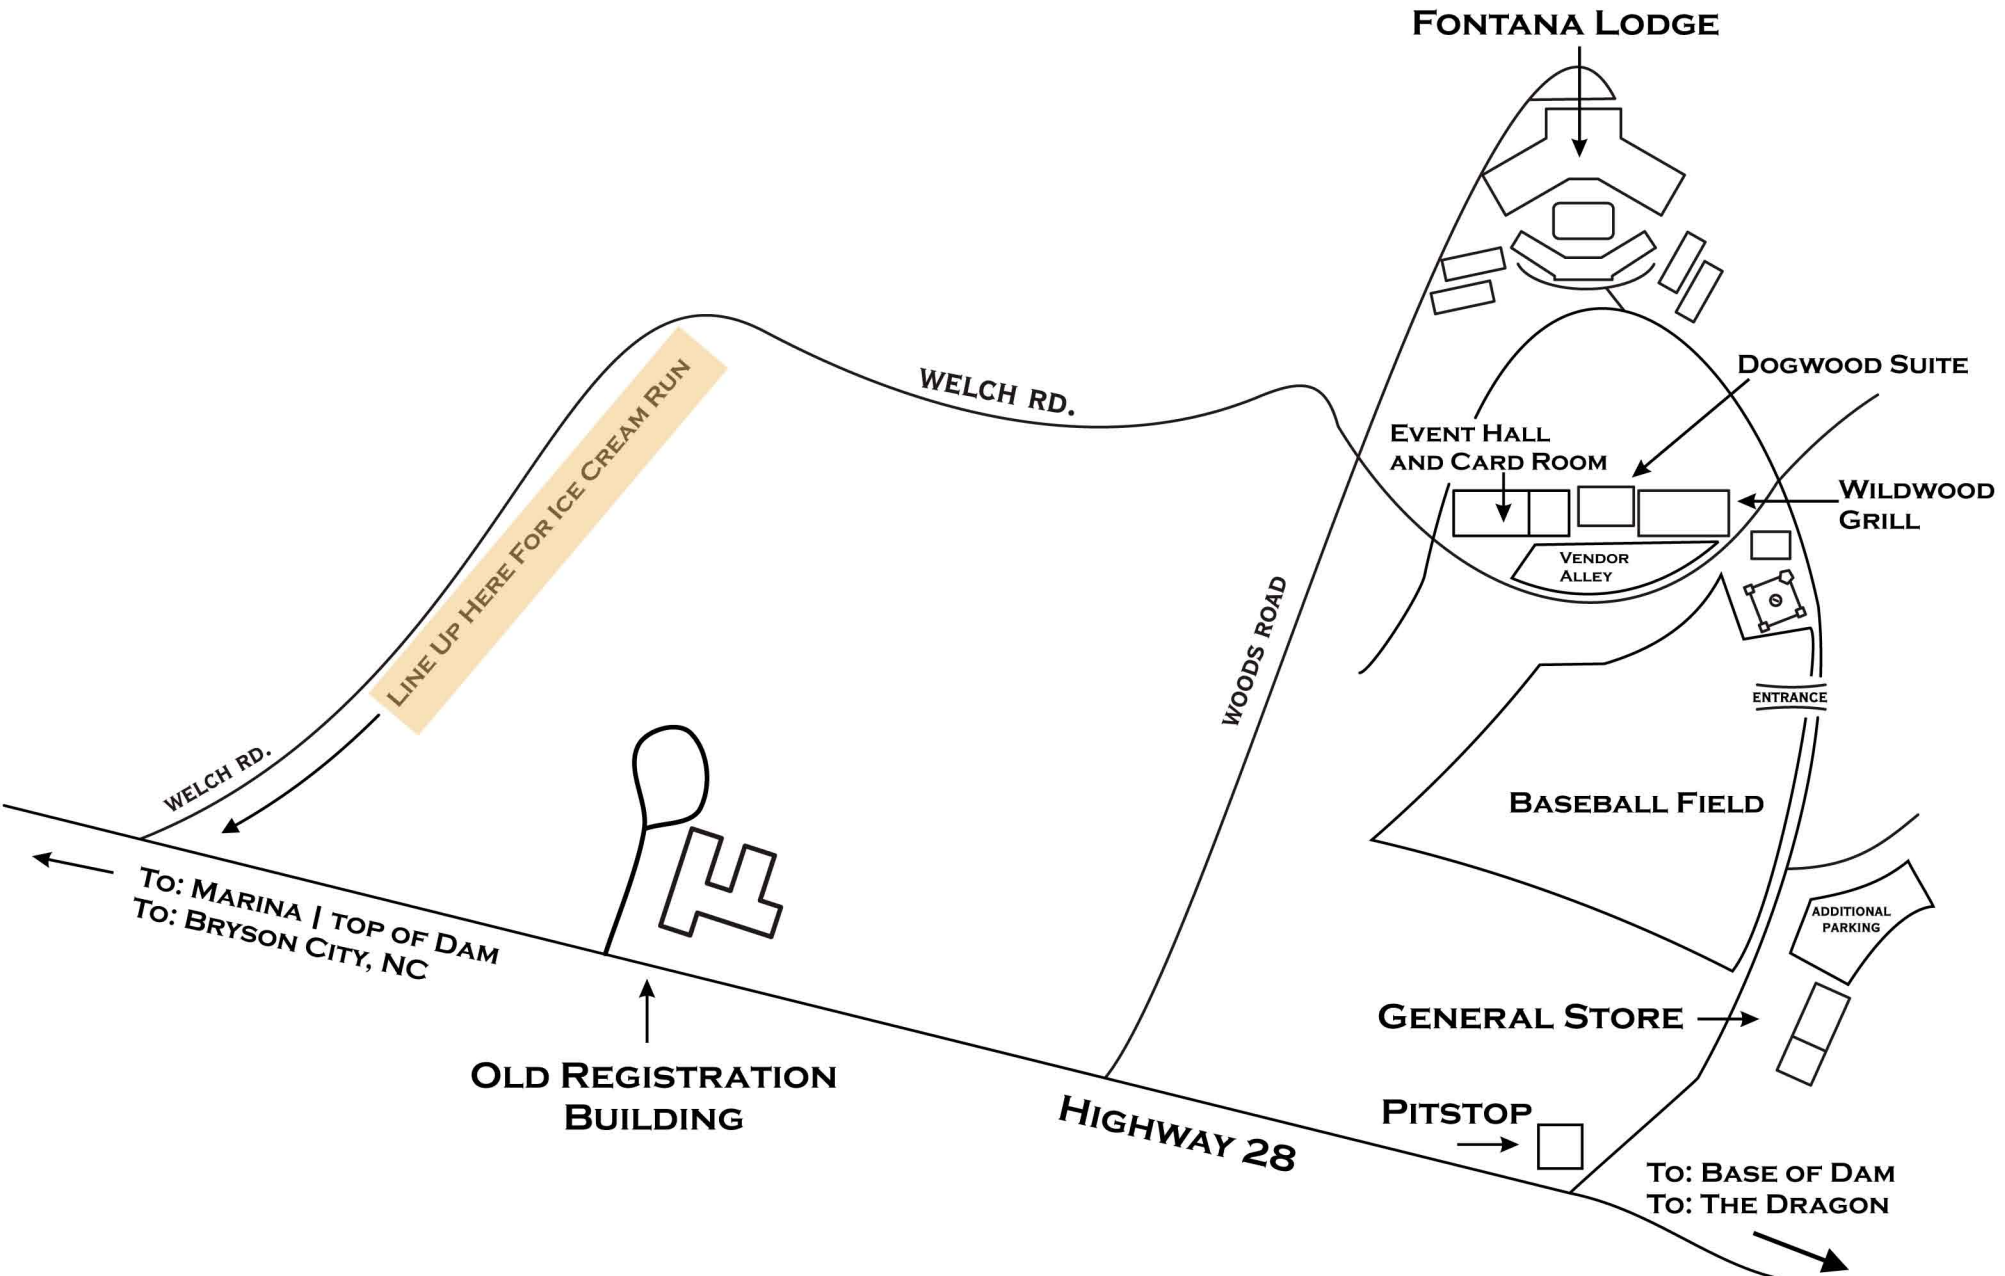 Fontana Lodge
Dogwood Suite
Welch Rd.
Event Hall
and Card Room
Wildwood
Grill
Vendor
Alley
Line Up Here For Ice Cream Run
Woods Road
Entrance
Welch Rd.
Baseball Field
To: Marina | top of Dam
To: Bryson City, NC
Additional
Parking
General Store
Old Registration
Building
Highway 28
Pitstop
To: Base of Dam
To: The Dragon